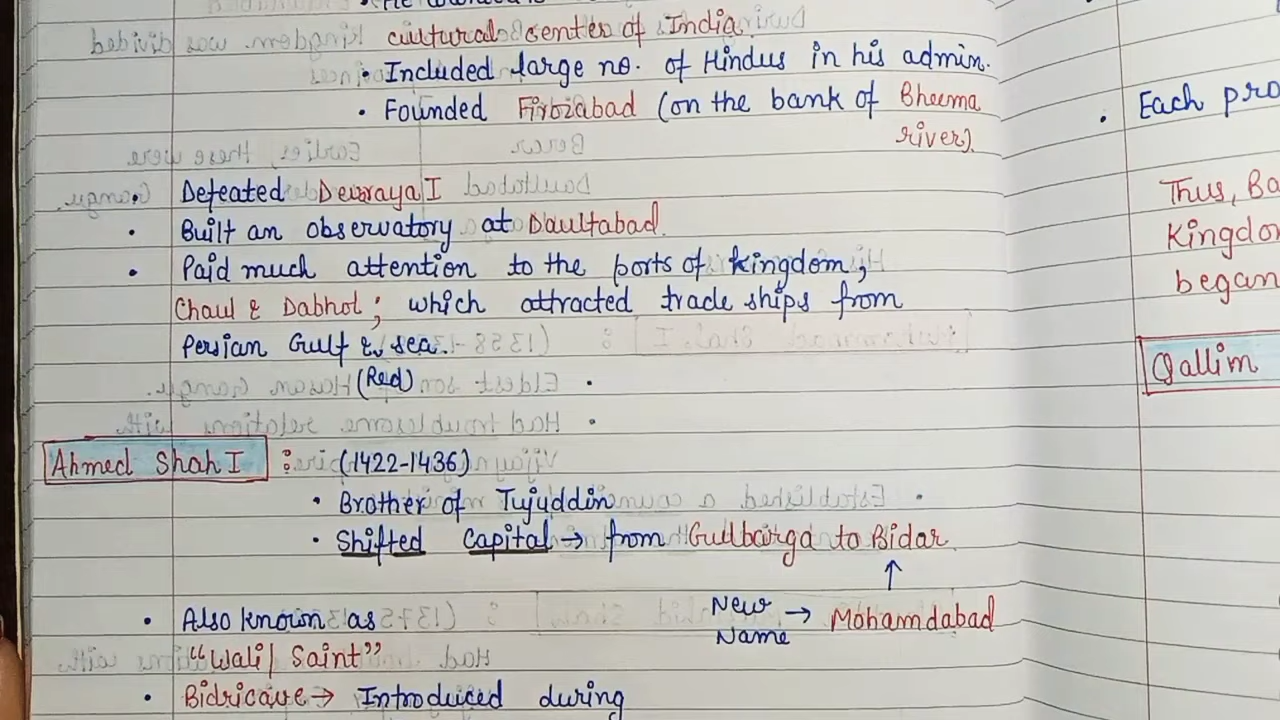 cultural center of India.
• Included large no. of Hindus in his admin.
• Founded Firozabad (on the bank of Bheema
river).
• Defeated Devraya I
• Built an observatory at Daultabad.
• Paid much attention to the ports of kingdom,
Chaul & Dabhol; which attracted trade ships from
Persian Gulf & sea.
(Red)
Ahmed Shah I : (1422-1436)
• Brother of Tujuddin
• Shifted Capital → from Gulbarga to Bidar.
↑
• Also known as New → Mohamdabad
Name
"Wali/Saint"
• Bidricave → Introduced during
• Each pro
Thus, Ba
Kingdo
began
Qallim